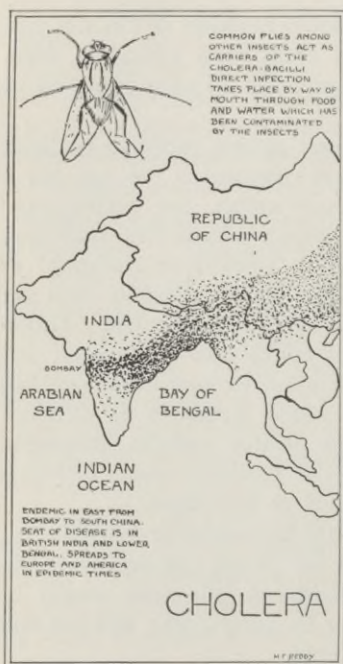 COMMON FLIES AMONG
OTHER INSECTS ACT AS
CARRIERS OF THE
CHOLERA-BACILLI
DIRECT INFECTION
TAKES PLACE BY WAY OF
MOUTH THROUGH FOOD
AND WATER WHICH HAS
BEEN CONTAMINATED
BY THE INSECTS
REPUBLIC
OF CHINA
INDIA
BOMBAY
ARABIAN
SEA
BAY OF
BENGAL
INDIAN
OCEAN
ENDEMIC IN EAST FROM
BOMBAY TO SOUTH CHINA.
SEAT OF DISEASE IS IN
BRITISH INDIA AND LOWER
BENGAL. SPREADS TO
EUROPE AND AMERICA
IN EPIDEMIC TIMES
CHOLERA